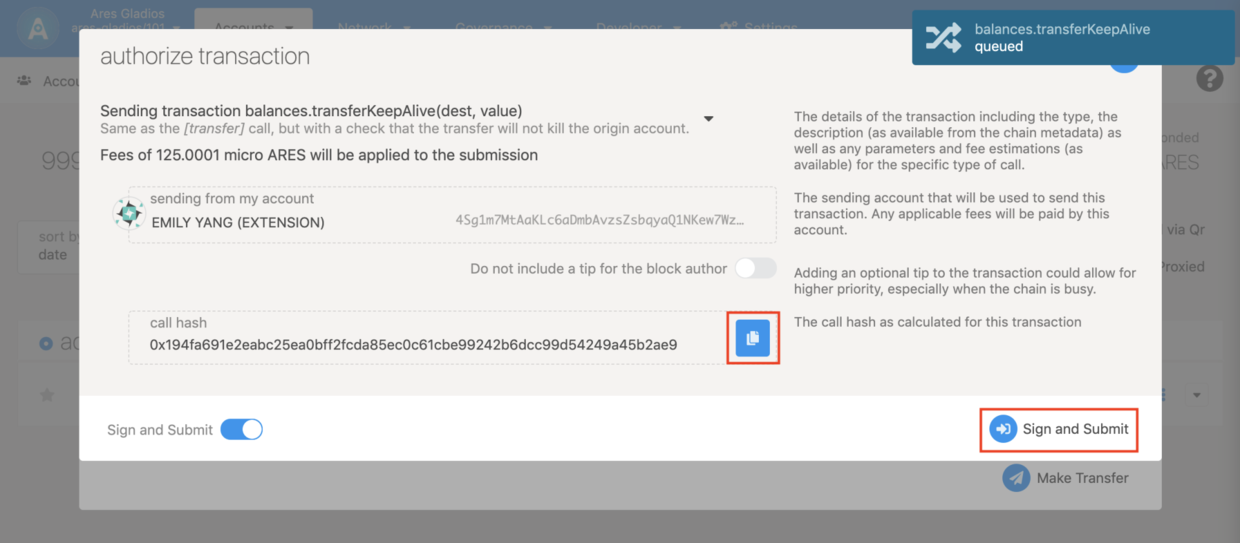 Ares Gladios
ares-gladios/101
Accounts
Network
Governance
Developer
Settings
balances.transferKeepAlive
queued
authorize transaction
Sending transaction balances.transferKeepAlive(dest, value)
Same as the [transfer] call, but with a check that the transfer will not kill the origin account.
Fees of 125.0001 micro ARES will be applied to the submission
The details of the transaction including the type, the
description (as available from the chain metadata) as
well as any parameters and fee estimations (as
available) for the specific type of call.
999
ARES
sending from my account
EMILY YANG (EXTENSION)
4Sg1m7MtAaKLc6aDmbAvzsZsbqyaQ1NKew7Wz…
The sending account that will be used to send this
transaction. Any applicable fees will be paid by this
account.
sort by
date
via Qr
Proxied
Do not include a tip for the block author
Adding an optional tip to the transaction could allow for
higher priority, especially when the chain is busy.
call hash
0x194fa691e2eabc25ea0bff2fcda85ec0c61cbe99242b6dcc99d54249a45b2ae9
The call hash as calculated for this transaction
Sign and Submit
Sign and Submit
Make Transfer